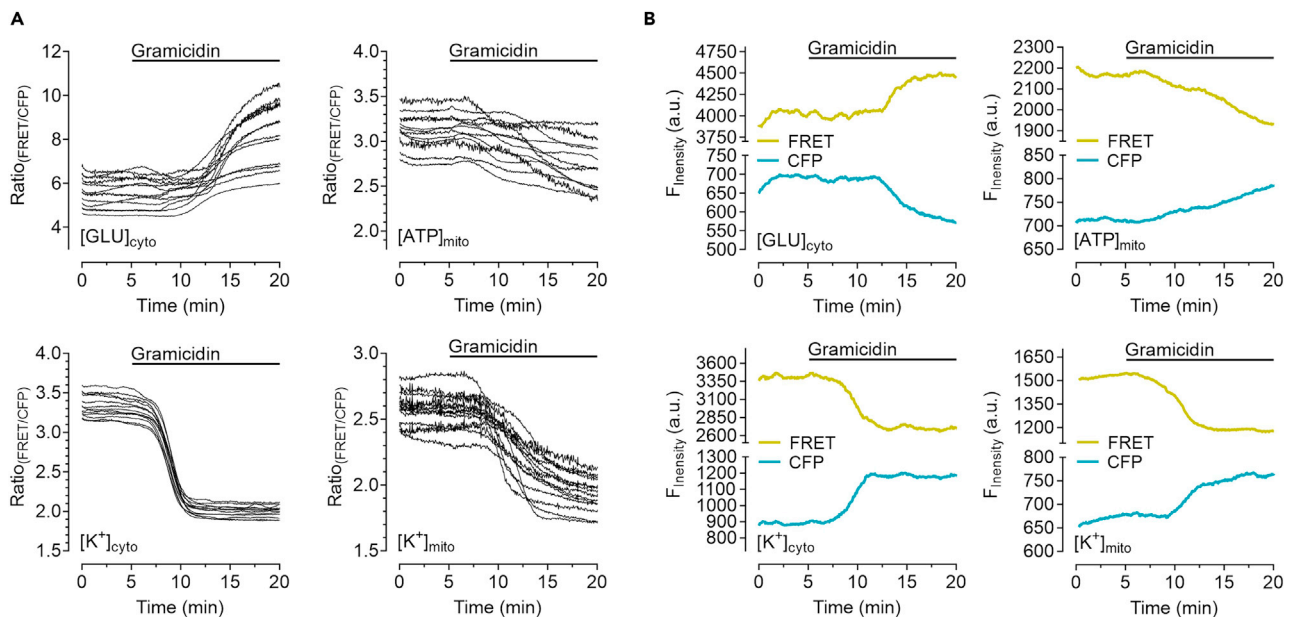 A
B
Gramicidin
12
10
8
6
4
Ratio(FRET/CFP)
[GLU]cyto
0 5 10 15 20
Time (min)
Gramicidin
4.0
3.5
3.0
2.5
2.0
Ratio(FRET/CFP)
[ATP]mito
0 5 10 15 20
Time (min)
Gramicidin
4750
4500
4250
4000
3750
700
650
600
550
500
FInensity (a.u.)
FRET
CFP
[GLU]cyto
0 5 10 15 20
Time (min)
Gramicidin
2300
2200
2100
2000
1900
850
800
750
700
650
FInensity (a.u.)
FRET
CFP
[ATP]mito
0 5 10 15 20
Time (min)
Gramicidin
4.0
3.5
3.0
2.5
2.0
1.5
Ratio(FRET/CFP)
[K+]cyto
0 5 10 15 20
Time (min)
Gramicidin
3.0
2.5
2.0
1.5
Ratio(FRET/CFP)
[K+]mito
0 5 10 15 20
Time (min)
Gramicidin
3600
3350
3100
2850
2600
1300
1200
1100
1000
900
800
FInensity (a.u.)
FRET
CFP
[K+]cyto
0 5 10 15 20
Time (min)
Gramicidin
1650
1500
1350
1200
800
750
700
650
600
FInensity (a.u.)
FRET
CFP
[K+]mito
0 5 10 15 20
Time (min)